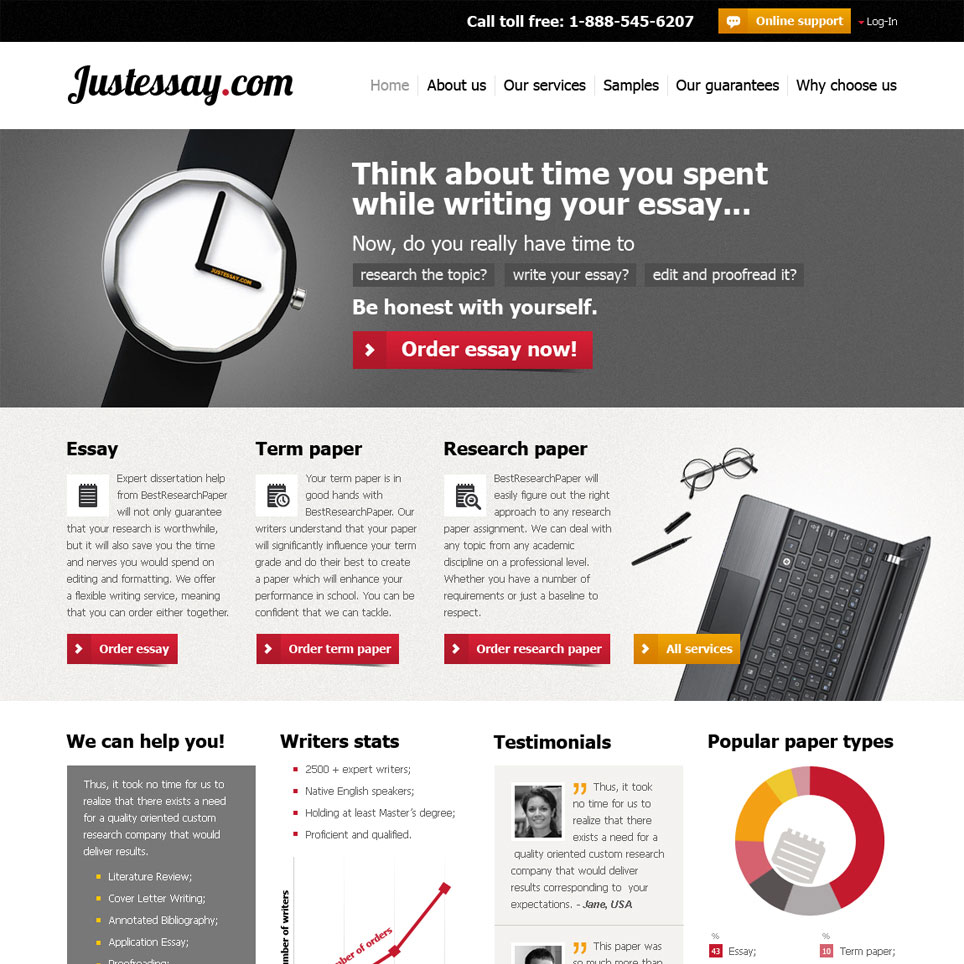 Call toll free: 1-888-545-6207
Online support
Log-In
Justessay.com
Home
About us
Our services
Samples
Our guarantees
Why choose us
JUSTESSAY.COM
Think about time you spent
while writing your essay...
Now, do you really have time to
research the topic?
write your essay?
edit and proofread it?
Be honest with yourself.
Order essay now!
Essay
Expert dissertation help
from BestResearchPaper
will not only guarantee
that your research is worthwhile,
but it will also save you the time
and nerves you would spend on
editing and formatting. We offer
a flexible writing service, meaning
that you can order either together.
Order essay
Term paper
Your term paper is in
good hands with
BestResearchPaper. Our
writers understand that your paper
will significantly influence your term
grade and do their best to create
a paper which will enhance your
performance in school. You can be
confident that we can tackle.
Order term paper
Research paper
BestResearchPaper will
easily figure out the right
approach to any research
paper assignment. We can deal with
any topic from any academic
discipline on a professional level.
Whether you have a number of
requirements or just a baseline to
respect.
Order research paper
All services
We can help you!
Thus, it took no time for us to
realize that there exists a need
for a quality oriented custom
research company that would
deliver results.
Literature Review;
Cover Letter Writing;
Annotated Bibliography;
Application Essay;
Proofreading;
Writers stats
2500 + expert writers;
Native English speakers;
Holding at least Master's degree;
Proficient and qualified.
mber of writers
mber of orders
Testimonials
Thus, it took
no time for us to
realize that there
exists a need for a
quality oriented custom research
company that would deliver
results corresponding to your
expectations. - Jane, USA
This paper was
so much more than
Popular paper types
%
43 Essay;
%
10 Term paper;